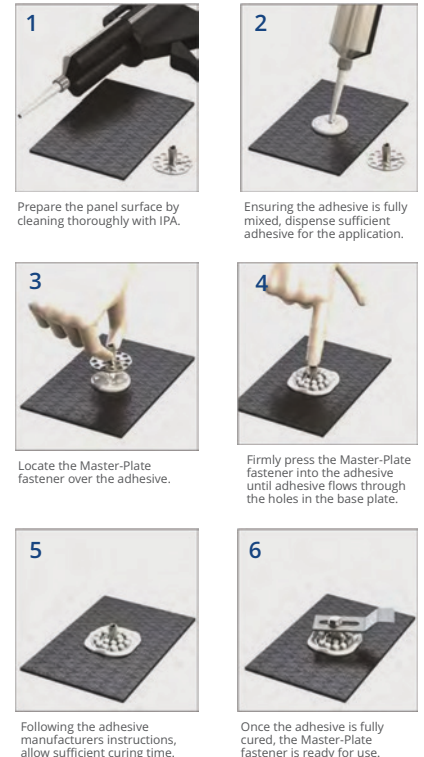 1
Prepare the panel surface by
cleaning thoroughly with IPA.
2
Ensuring the adhesive is fully
mixed, dispense sufficient
adhesive for the application.
3
Locate the Master-Plate
fastener over the adhesive.
4
Firmly press the Master-Plate
fastener into the adhesive
until adhesive flows through
the holes in the base plate.
5
Following the adhesive
manufacturers instructions,
allow sufficient curing time.
6
Once the adhesive is fully
cured, the Master-Plate
fastener is ready for use.